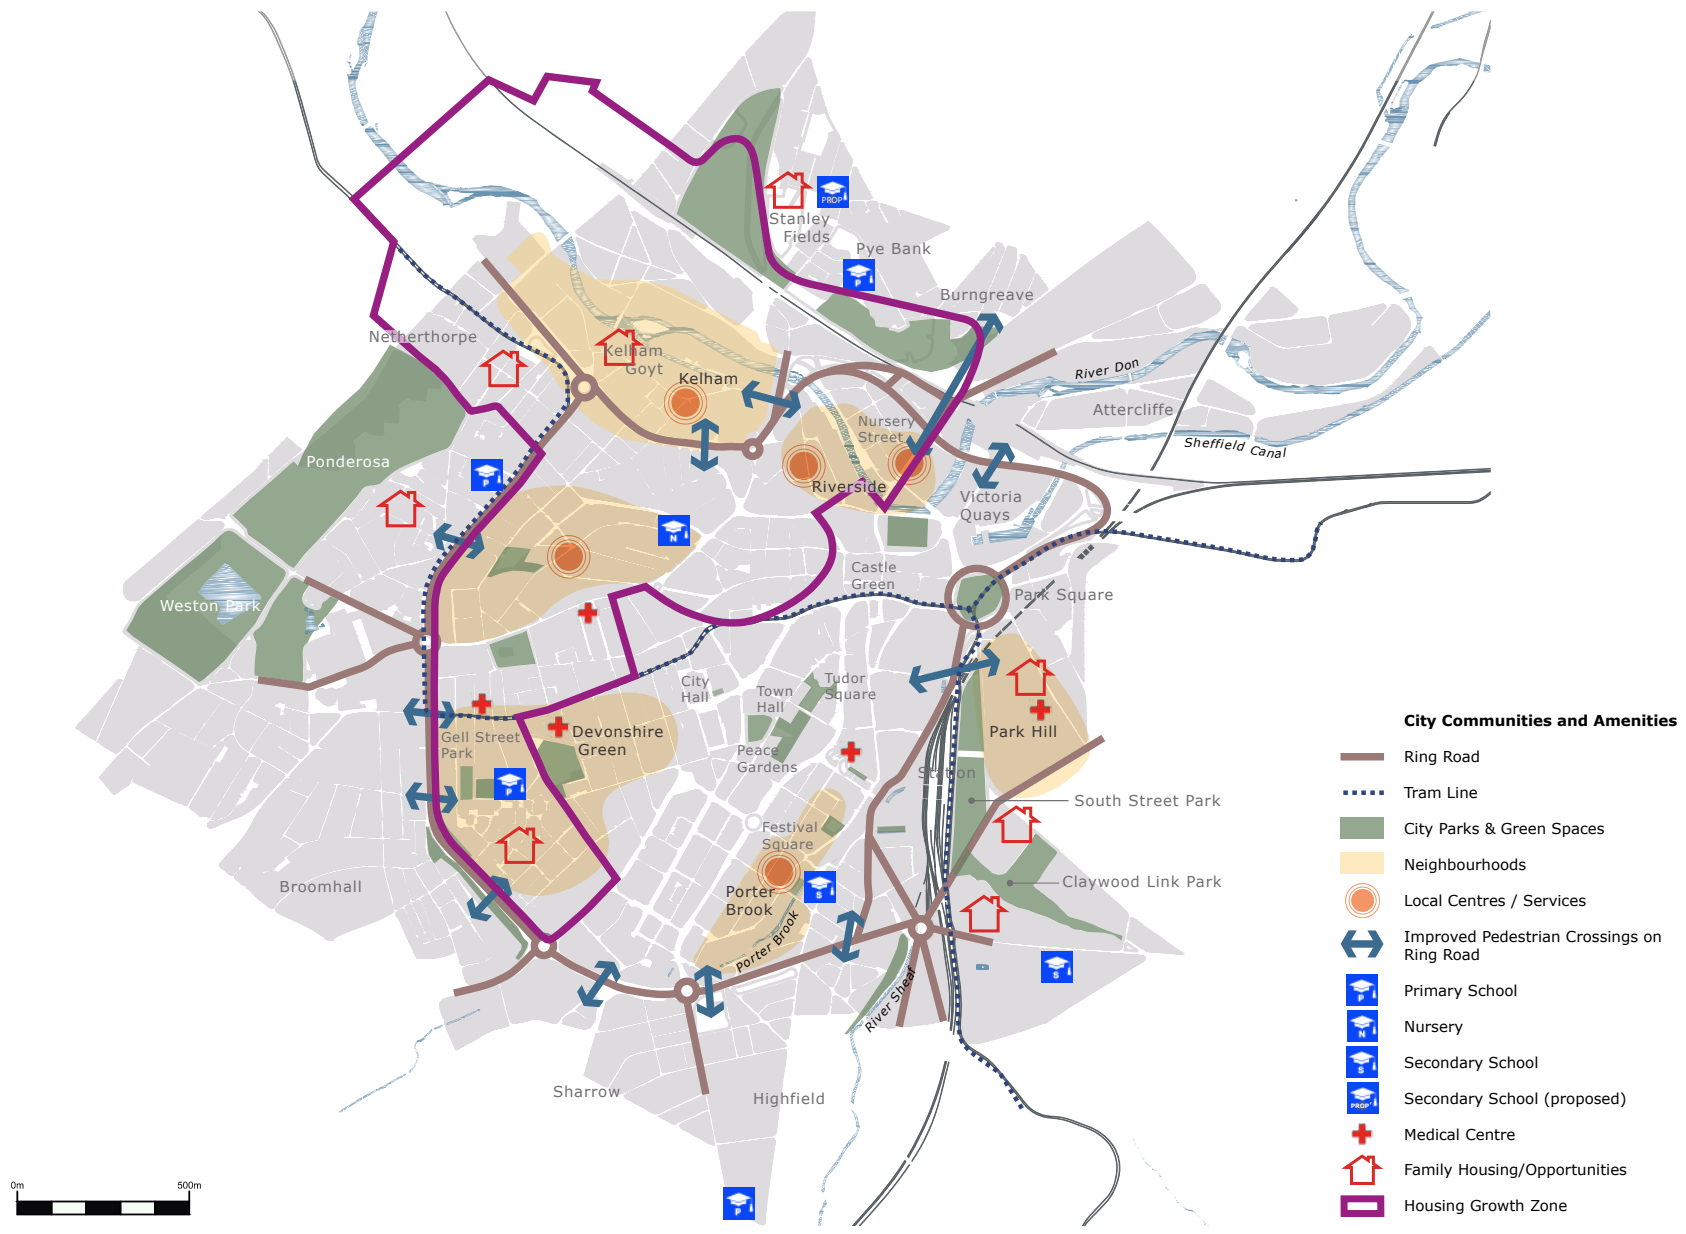 PROP
Stanley
Fields
Pye Bank
P
Burngreave
Netherthorpe
Kelham
Goyt
Kelham
River Don
Attercliffe
Nursery
Street
Sheffield Canal
Ponderosa
P
Riverside
Victoria
Quays
N
Castle
Green
Weston Park
Park Square
City
Hall
Town
Hall
Tudor
Square
Gell Street
Park
Devonshire
Green
Peace
Gardens
Park Hill
Station
P
South Street Park
Festival
Square
Broomhall
Porter
Brook
S
Claywood Link Park
Porter Brook
River Sheaf
S
Sharrow
Highfield
P
0m
500m
City Communities and Amenities
Ring Road
Tram Line
City Parks & Green Spaces
Neighbourhoods
Local Centres / Services
Improved Pedestrian Crossings on
Ring Road
P
Primary School
N
Nursery
S
Secondary School
PROP'
Secondary School (proposed)
Medical Centre
Family Housing/Opportunities
Housing Growth Zone